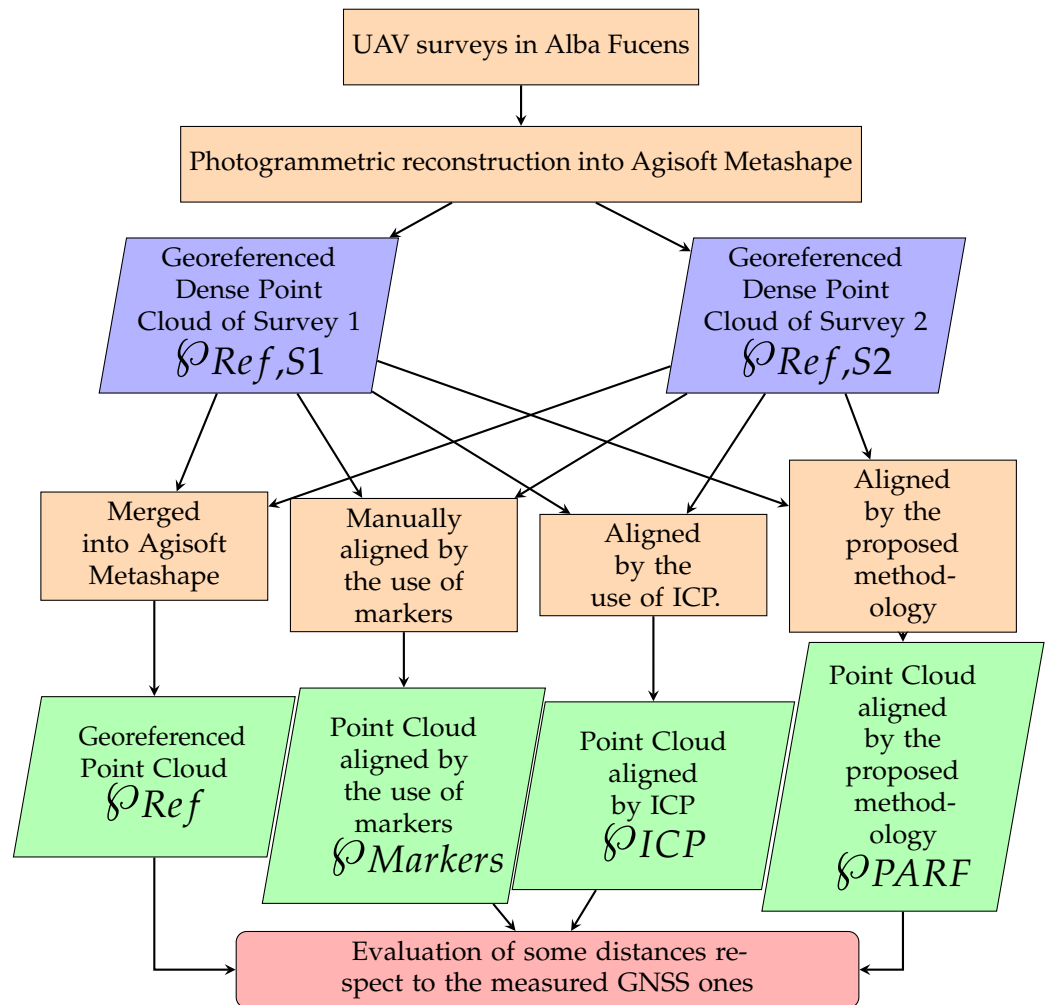 UAV surveys in Alba Fucens
Photogrammetric reconstruction into Agisoft Metashape
Georeferenced
Dense Point
Cloud of Survey 1
℘Ref,S1
Georeferenced
Dense Point
Cloud of Survey 2
℘Ref,S2
Merged
into Agisoft
Metashape
Manually
aligned by
the use of
markers
Aligned
by the
use of ICP.
Aligned
by the
proposed
method-
ology
Georeferenced
Point Cloud
℘Ref
Point Cloud
aligned by
the use of
markers
℘Markers
Point Cloud
aligned
by ICP
℘ICP
Point Cloud
aligned
by the
proposed
method-
ology
℘PARF
Evaluation of some distances re-
spect to the measured GNSS ones